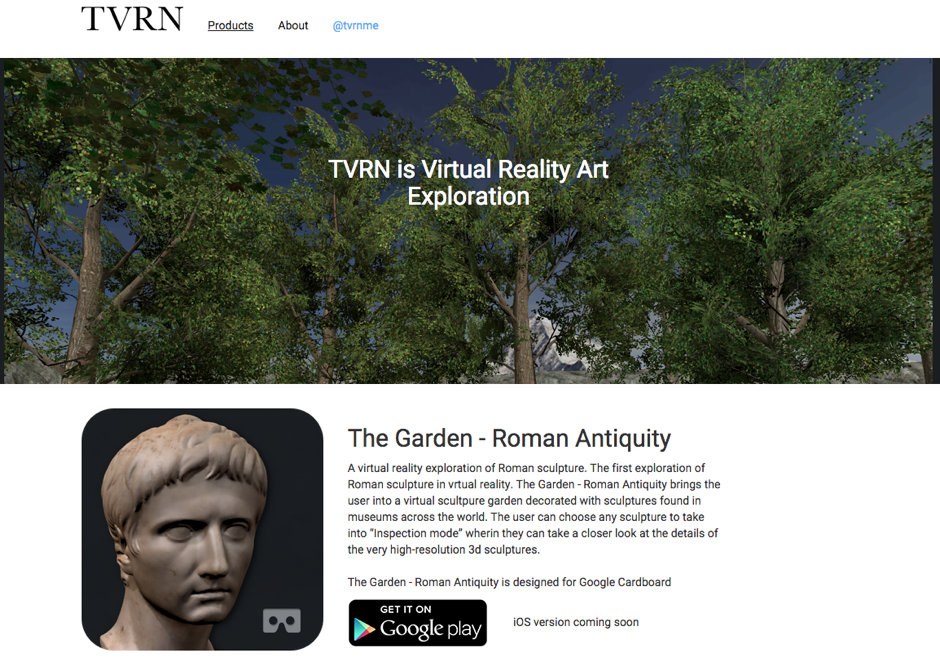 TVRN Products About @tvrnme
TVRN is Virtual Reality Art
Exploration
The Garden - Roman Antiquity
A virtual reality exploration of Roman sculpture. The first exploration of
Roman sculpture in vrtual reality. The Garden - Roman Antiquity brings the
user into a virtual scultpure garden decorated with sculptures found in
museums across the world. The user can choose any sculpture to take
into “Inspection mode” wherin they can take a closer look at the details of
the very high-resolution 3d sculptures.
The Garden - Roman Antiquity is designed for Google Cardboard
GET IT ON
Google play
iOS version coming soon